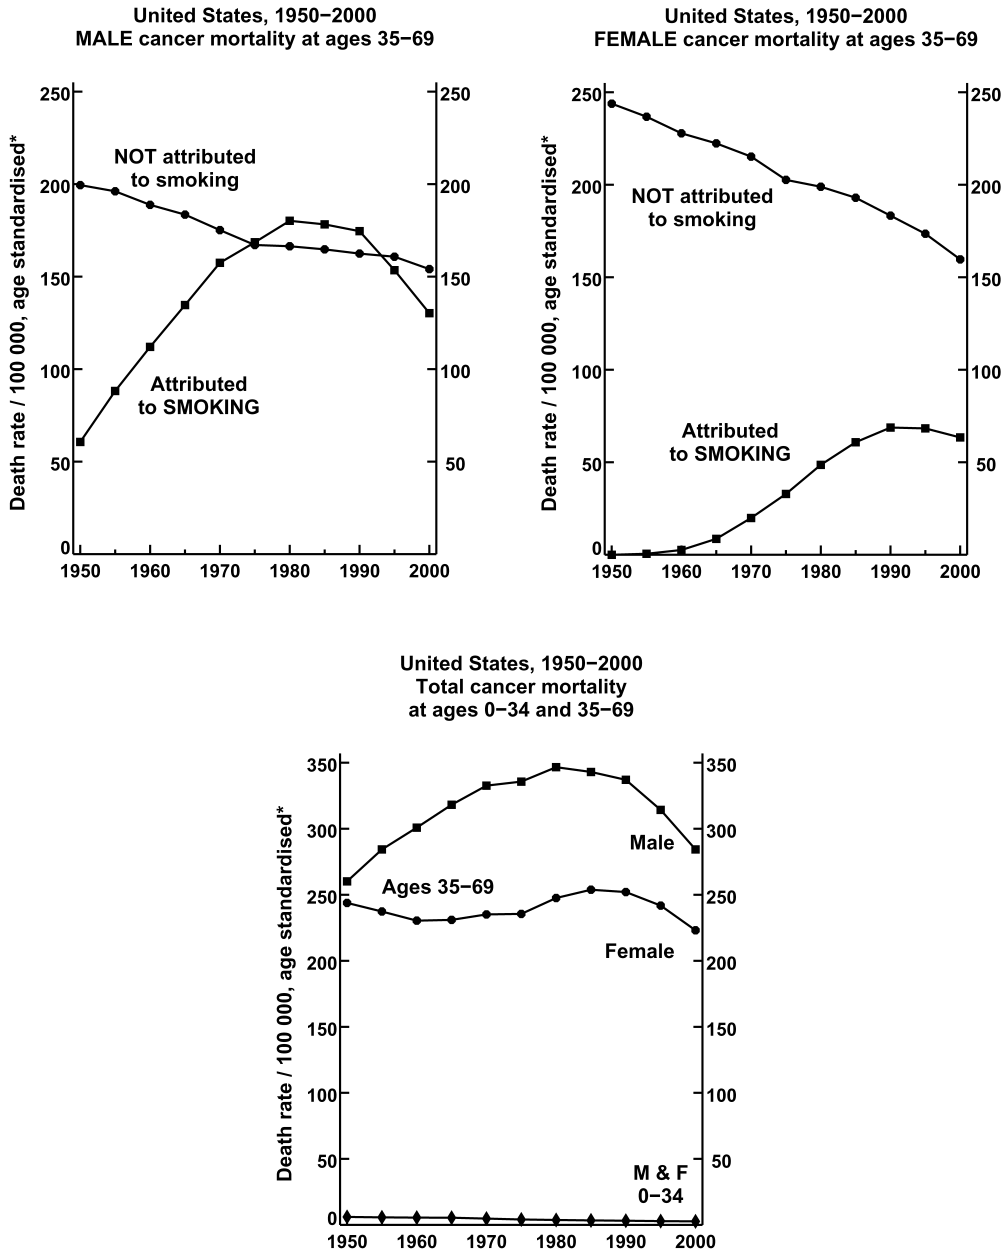 United States, 1950−2000
MALE cancer mortality at ages 35−69
Death rate / 100 000, age standardised*
250
200
150
100
50
0
250
200
150
100
50
NOT attributed
to smoking
Attributed
to SMOKING
1950 1960 1970 1980 1990 2000
United States, 1950−2000
FEMALE cancer mortality at ages 35−69
Death rate / 100 000, age standardised*
250
200
150
100
50
0
250
200
150
100
50
NOT attributed
to smoking
Attributed
to SMOKING
1950 1960 1970 1980 1990 2000
United States, 1950−2000
Total cancer mortality
at ages 0−34 and 35−69
Death rate / 100 000, age standardised*
350
300
250
200
150
100
50
0
350
300
250
200
150
100
50
Male
Ages 35−69
Female
M & F
0−34
1950 1960 1970 1980 1990 2000